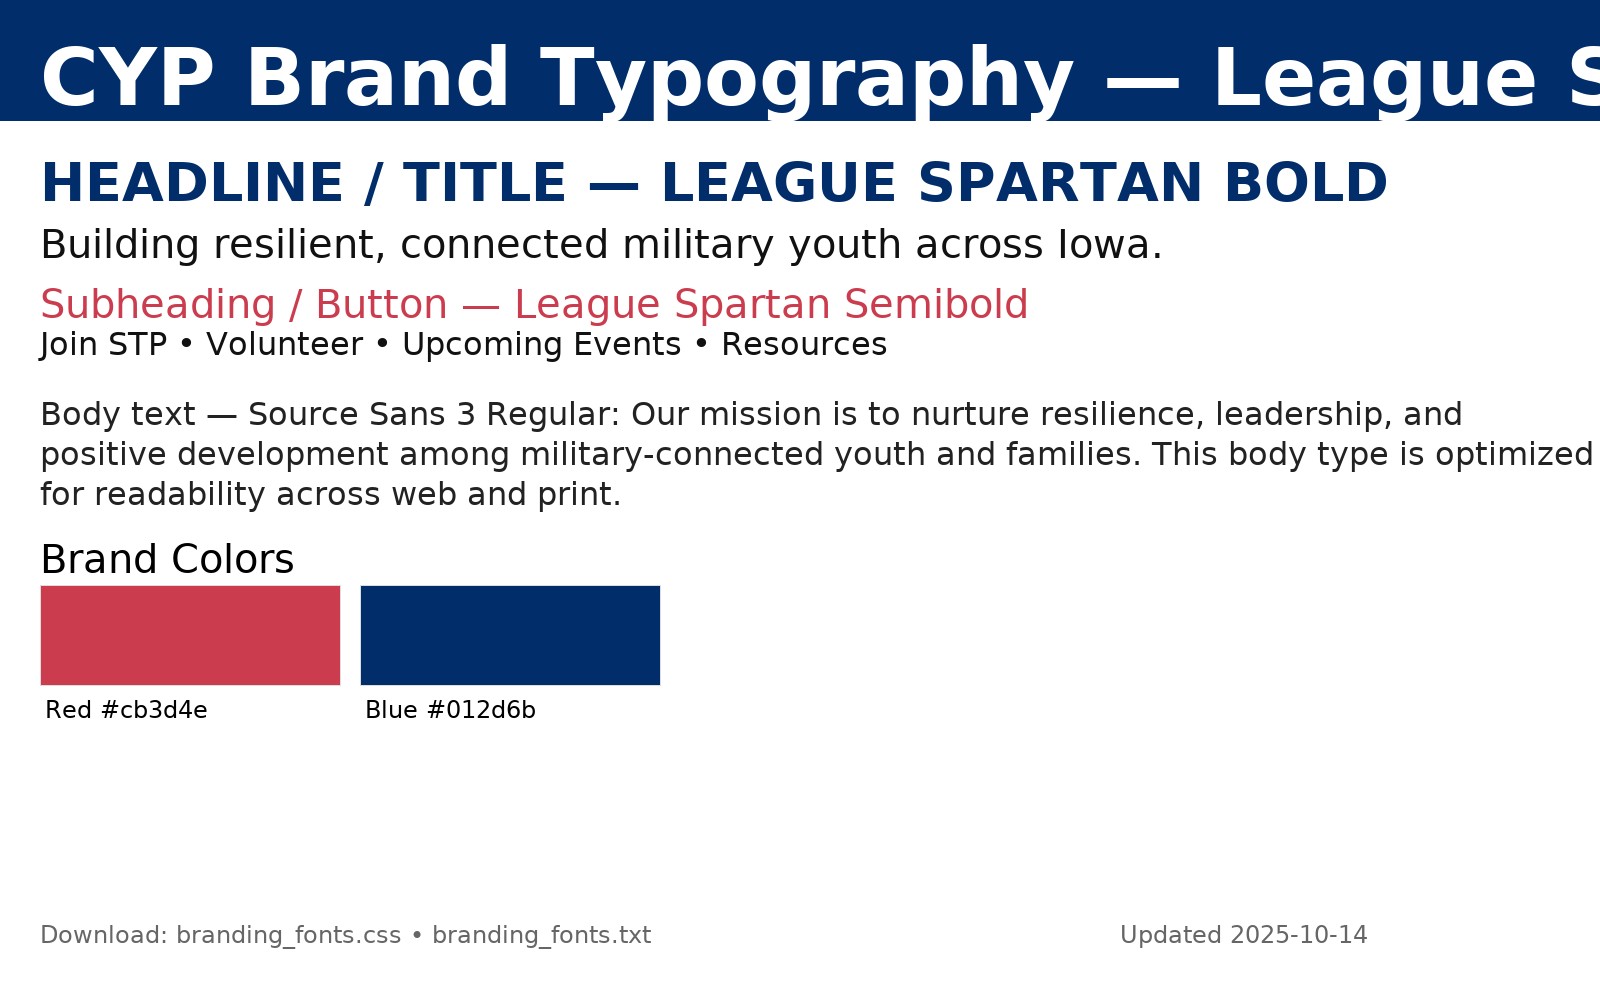 CYP Brand Typography — League S
HEADLINE / TITLE — LEAGUE SPARTAN BOLD
Building resilient, connected military youth across Iowa.
Subheading / Button — League Spartan Semibold
Join STP • Volunteer • Upcoming Events • Resources
Body text — Source Sans 3 Regular: Our mission is to nurture resilience, leadership, and
positive development among military-connected youth and families. This body type is optimized
for readability across web and print.
Brand Colors
Red #cb3d4e
Blue #012d6b
Download: branding_fonts.css • branding_fonts.txt
Updated 2025-10-14